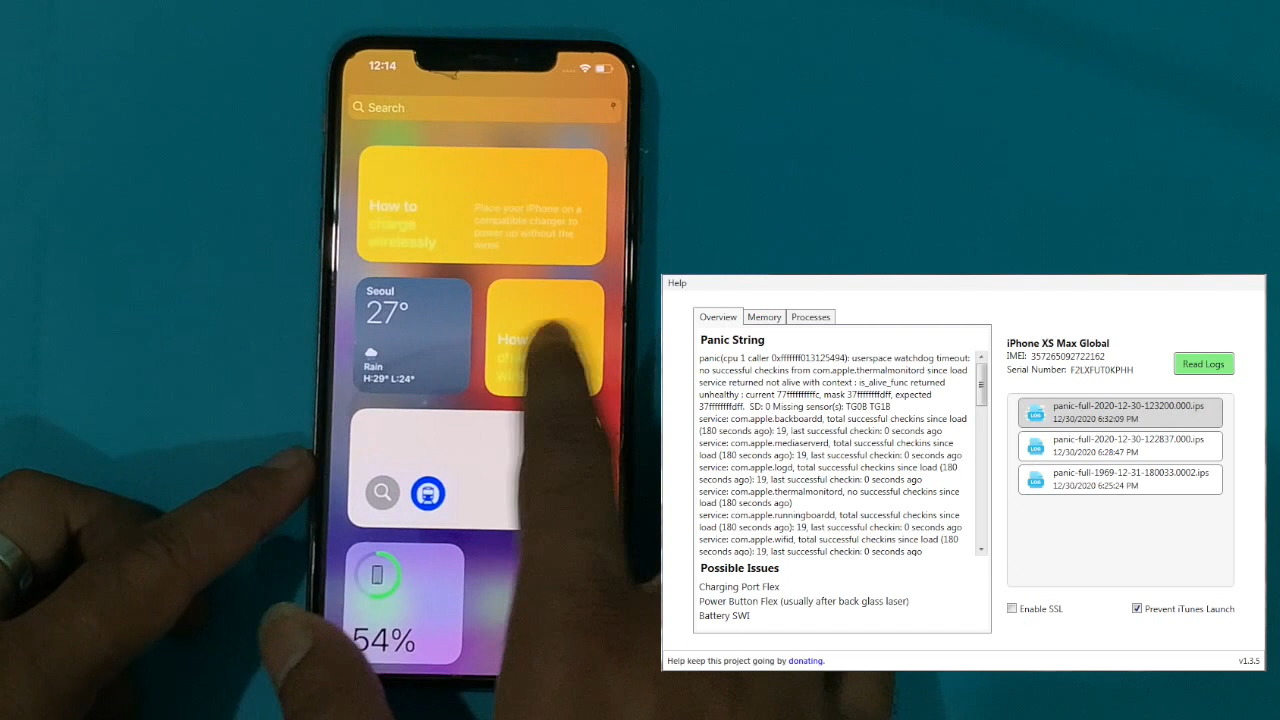 12:14
Search
How to
charge
wirelessly
Place your iPhone on a
compatible charger to
power up without the
wires.
Seoul
27°
Rain
H:29° L:24°
54%
Help
Overview
Memory
Processes
Panic String
panic(cpu 1 caller 0xfffffff013125494): userspace watchdog timeout:
no successful checkins from com.apple.thermalmonitord since load
service returned not alive with context : is_alive_func returned
unhealthy : current 77fffffffffc, mask 37ffffffdff, expected
37ffffffdff. SD: 0 Missing sensor(s): TG0B TG1B
service: com.apple.backboardd, total successful checkins since
load (180 seconds ago): 19, last successful checkin: 0 seconds ago
service: com.apple.mediaserverd, total successful checkins since
load (180 seconds ago): 19, last successful checkin: 0 seconds ago
service: com.apple.logd, total successful checkins since load (180
seconds ago): 19, last successful checkin: 0 seconds ago
service: com.apple.thermalmonitord, no successful checkins since
load (180 seconds ago)
service: com.apple.runningboardd, total successful checkins since
load (180 seconds ago): 19, last successful checkin: 0 seconds ago
service: com.apple.wifid, total successful checkins since load (180
seconds ago): 19, last successful checkin: 0 seconds ago
Possible Issues
Charging Port Flex
Power Button Flex (usually after back glass laser)
Battery SWI
iPhone XS Max Global
IMEI: 357265092722162
Serial Number: F2LXFUT0KPHH
Read Logs
LOG
panic-full-2020-12-30-123200.000.ips
12/30/2020 6:32:09 PM
LOG
panic-full-2020-12-30-122837.000.ips
12/30/2020 6:28:47 PM
LOG
panic-full-1969-12-31-180033.0002.ips
12/30/2020 6:25:24 PM
Enable SSL
Prevent iTunes Launch
Help keep this project going by donating.
v1.3.5